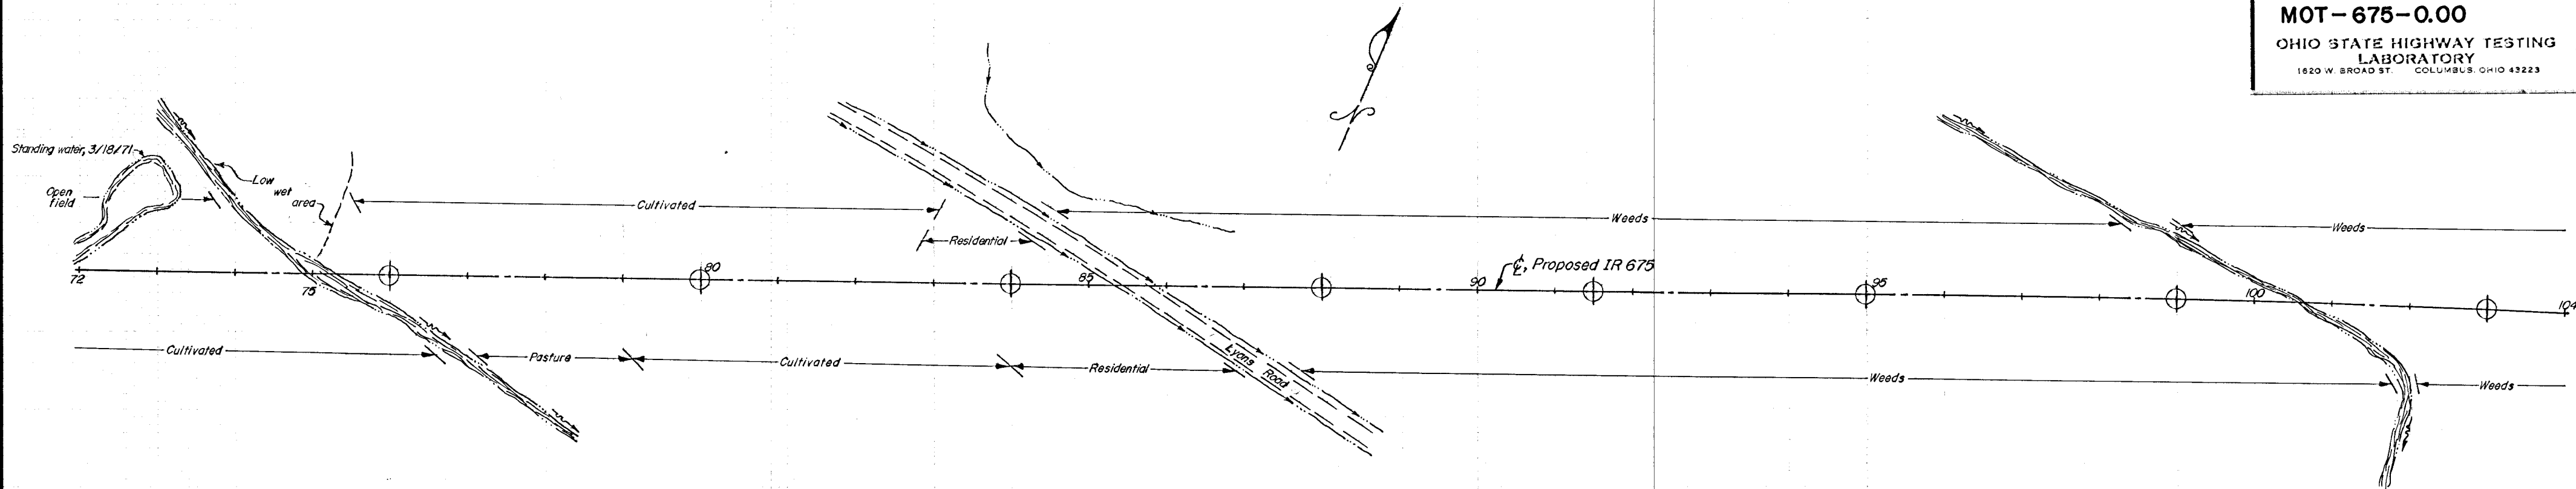 MOT-675-0.00
OHIO STATE HIGHWAY TESTING
LABORATORY
1620 W. BROAD ST. COLUMBUS, OHIO 43223
N
Standing water, 3/18/71
Open
field
Low
wet
area
Cultivated
Residential
Weeds
Weeds
℄, Proposed IR 675
72
75
80
85
90
95
100
104
Cultivated
Pasture
Cultivated
Residential
Lyons
Road
Weeds
Weeds